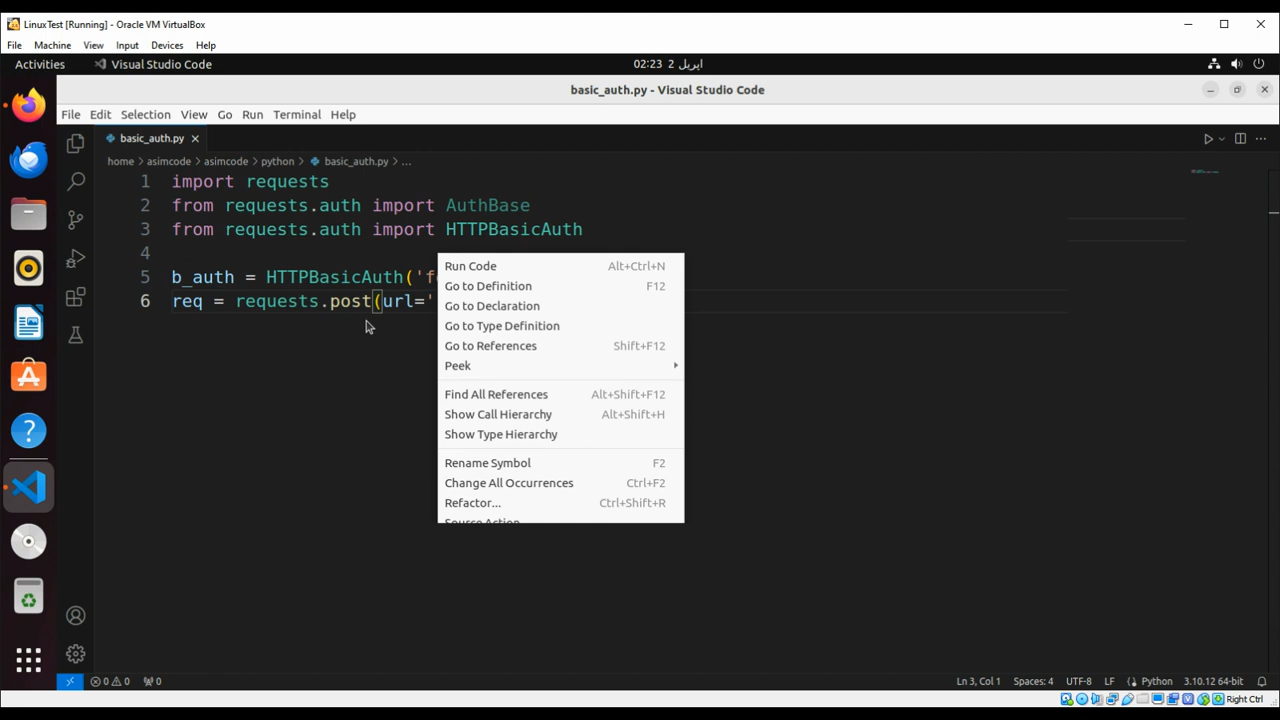 LinuxTest [Running] - Oracle VM VirtualBox
File Machine View Input Devices Help
Activities Visual Studio Code 02:23 2 اپریل
basic_auth.py - Visual Studio Code
File Edit Selection View Go Run Terminal Help
basic_auth.py
home > asimcode > asimcode > python > basic_auth.py > ...
1 import requests
2 from requests.auth import AuthBase
3 from requests.auth import HTTPBasicAuth
4
5 b_auth = HTTPBasicAuth('f
6 req = requests.post(url='
Run Code Alt+Ctrl+N
Go to Definition F12
Go to Declaration
Go to Type Definition
Go to References Shift+F12
Peek
Find All References Alt+Shift+F12
Show Call Hierarchy Alt+Shift+H
Show Type Hierarchy
Rename Symbol F2
Change All Occurrences Ctrl+F2
Refactor... Ctrl+Shift+R
Source Action
0 0 0 Ln 3, Col 1 Spaces: 4 UTF-8 LF Python 3.10.12 64-bit
Right Ctrl